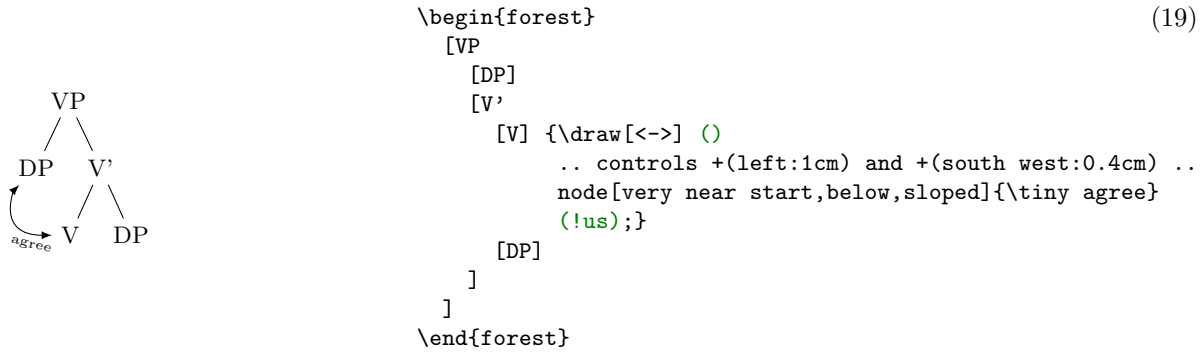 \begin{forest}
(19)
[VP
[DP]
[V'
[V] {\draw[<->] ()
.. controls +(left:1cm) and +(south west:0.4cm) ..
node[very near start,below,sloped]{\tiny agree}
(!us);}
[DP]
]
]
\end{forest}
VP
DP V'
V DP
agree